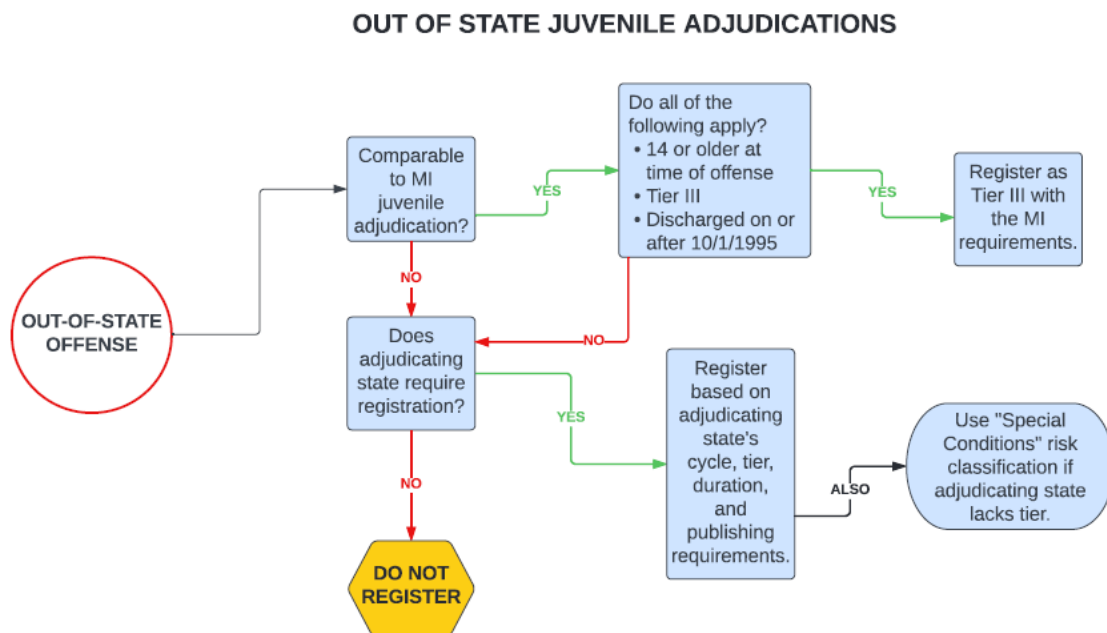 OUT OF STATE JUVENILE ADJUDICATIONS
OUT-OF-STATE
OFFENSE
Comparable
to MI
juvenile
adjudication?
YES
Do all of the
following apply?
• 14 or older at
time of offense
• Tier III
• Discharged on or
after 10/1/1995
YES
Register as
Tier III with
the MI
requirements.
NO
NO
Does
adjudicating
state require
registration?
YES
Register
based on
adjudicating
state's
cycle, tier,
duration,
and
publishing
requirements.
ALSO
Use "Special
Conditions" risk
classification if
adjudicating state
lacks tier.
NO
DO NOT
REGISTER